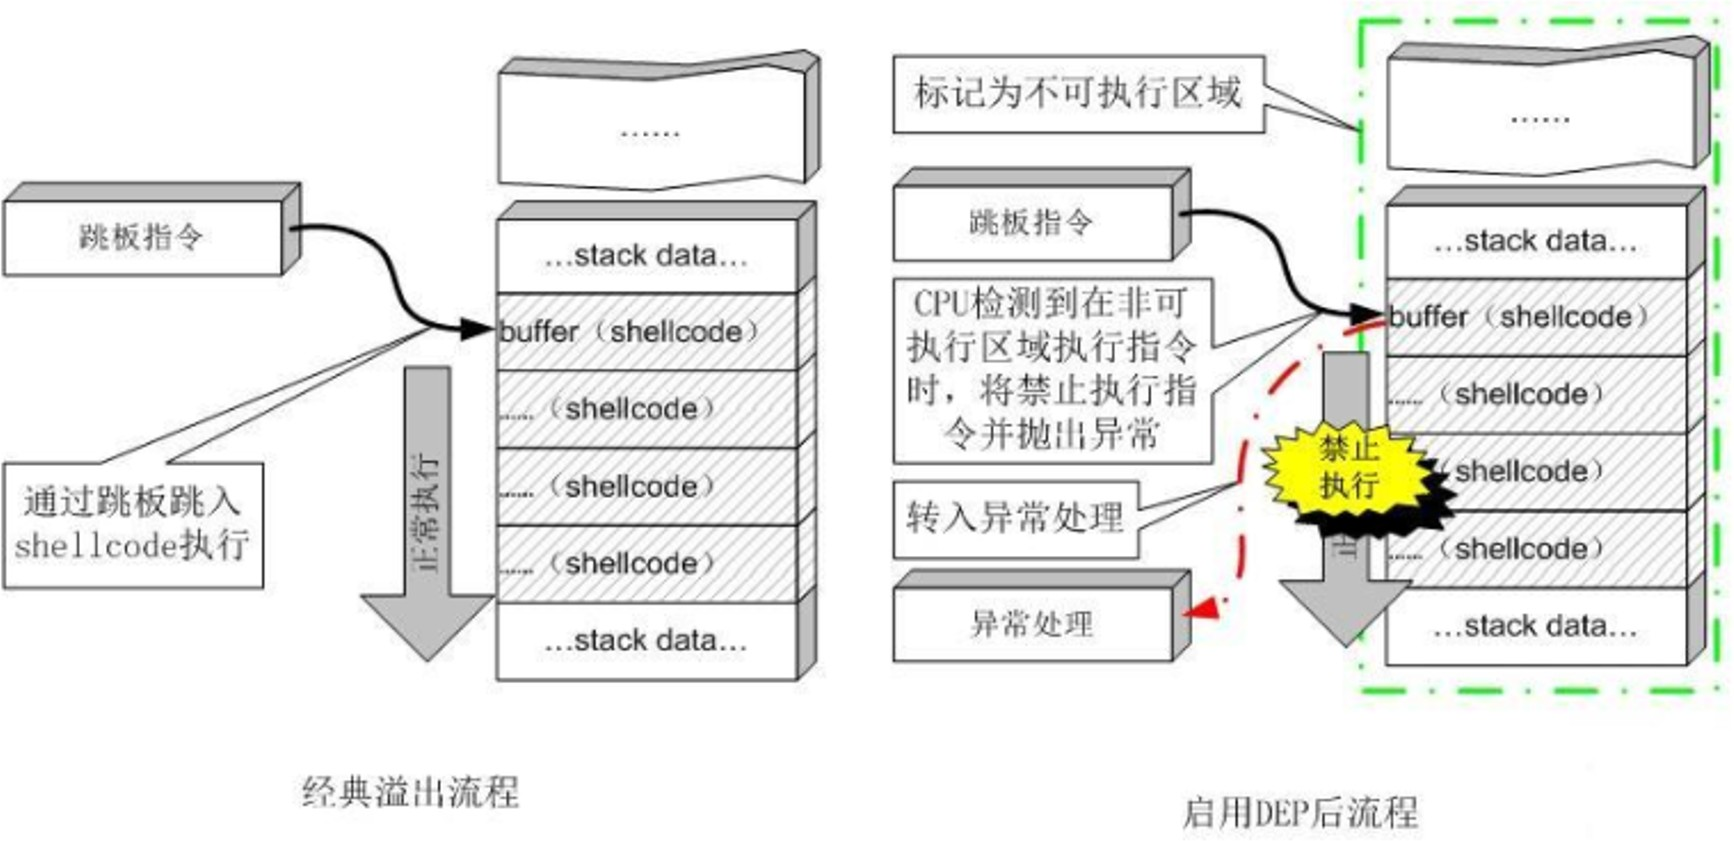 ......
跳板指令
...stack data...
buffer（shellcode）
......（shellcode）
......（shellcode）
......（shellcode）
...stack data...
正常执行
通过跳板跳入
shellcode执行
经典溢出流程
标记为不可执行区域
......
跳板指令
...stack data...
CPU检测到在非可
执行区域执行指令
时，将禁止执行指
令并抛出异常
buffer（shellcode）
......（shellcode）
shellcode）
......（shellcode）
...stack data...
禁止
执行
正
转入异常处理
异常处理
启用DEP后流程